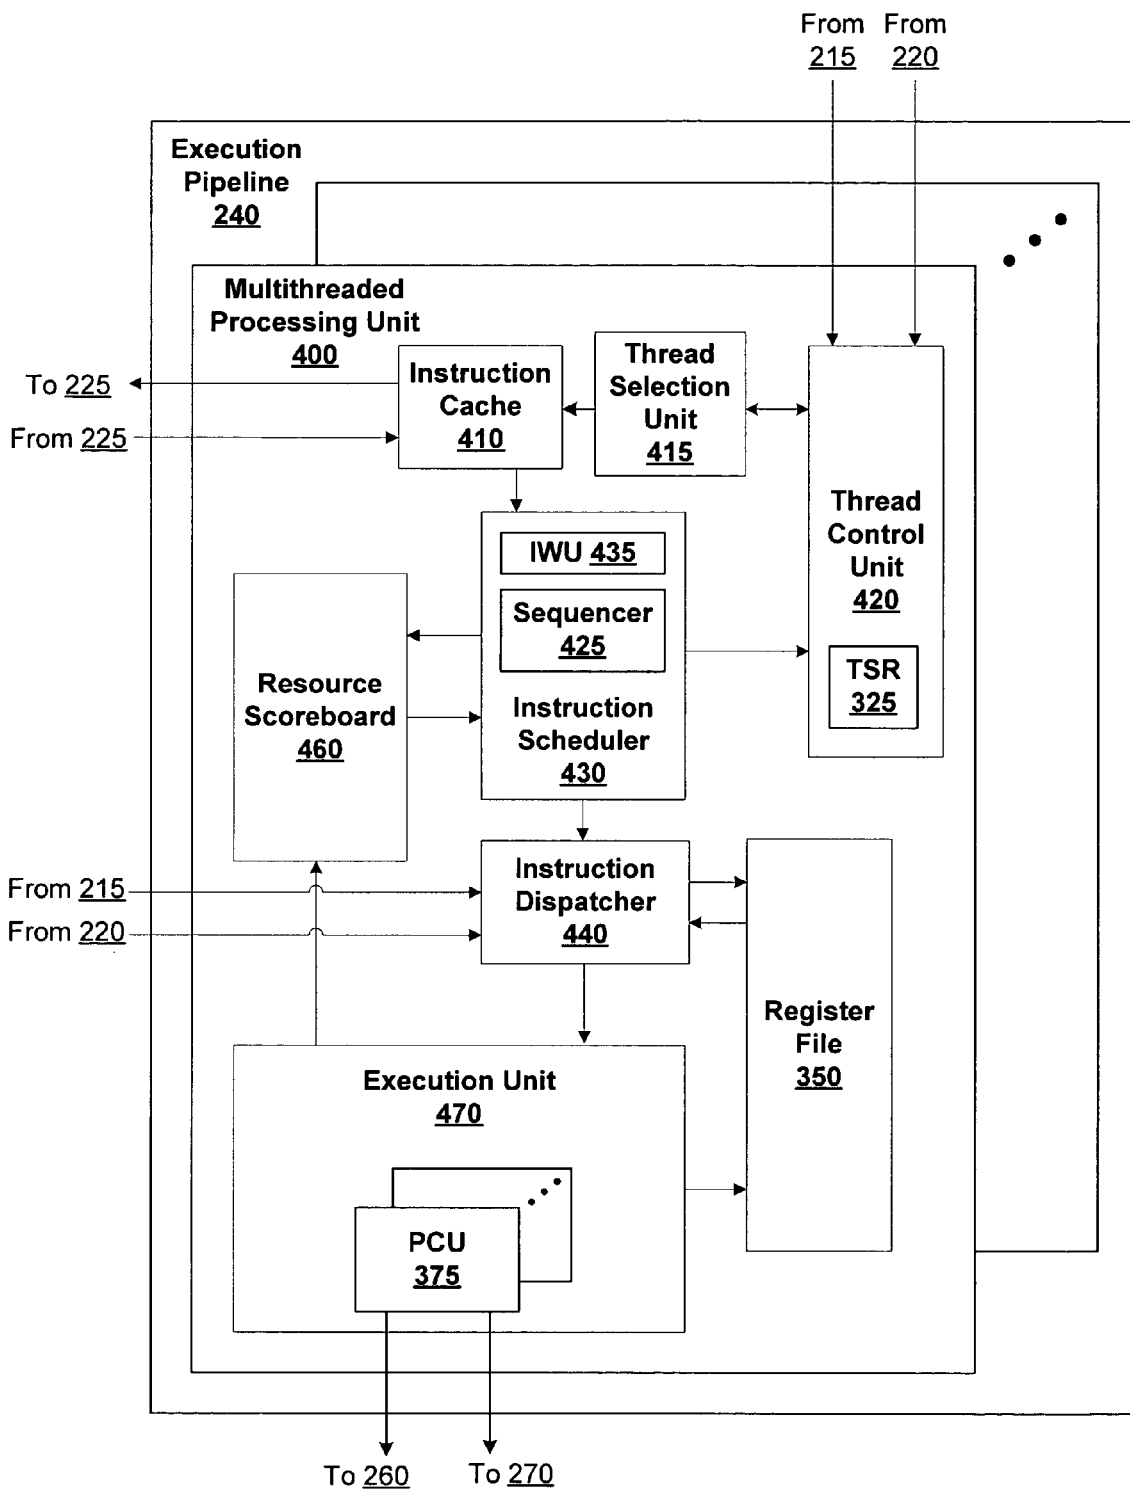 From From
215 220
Execution
Pipeline
240
Multithreaded
Processing Unit
400
To 225
From 225
Instruction
Cache
410
Thread
Selection
Unit
415
Thread
Control
Unit
420
TSR
325
IWU 435
Sequencer
425
Instruction
Scheduler
430
Resource
Scoreboard
460
From 215
From 220
Instruction
Dispatcher
440
Register
File
350
Execution Unit
470
PCU
375
To 260
To 270